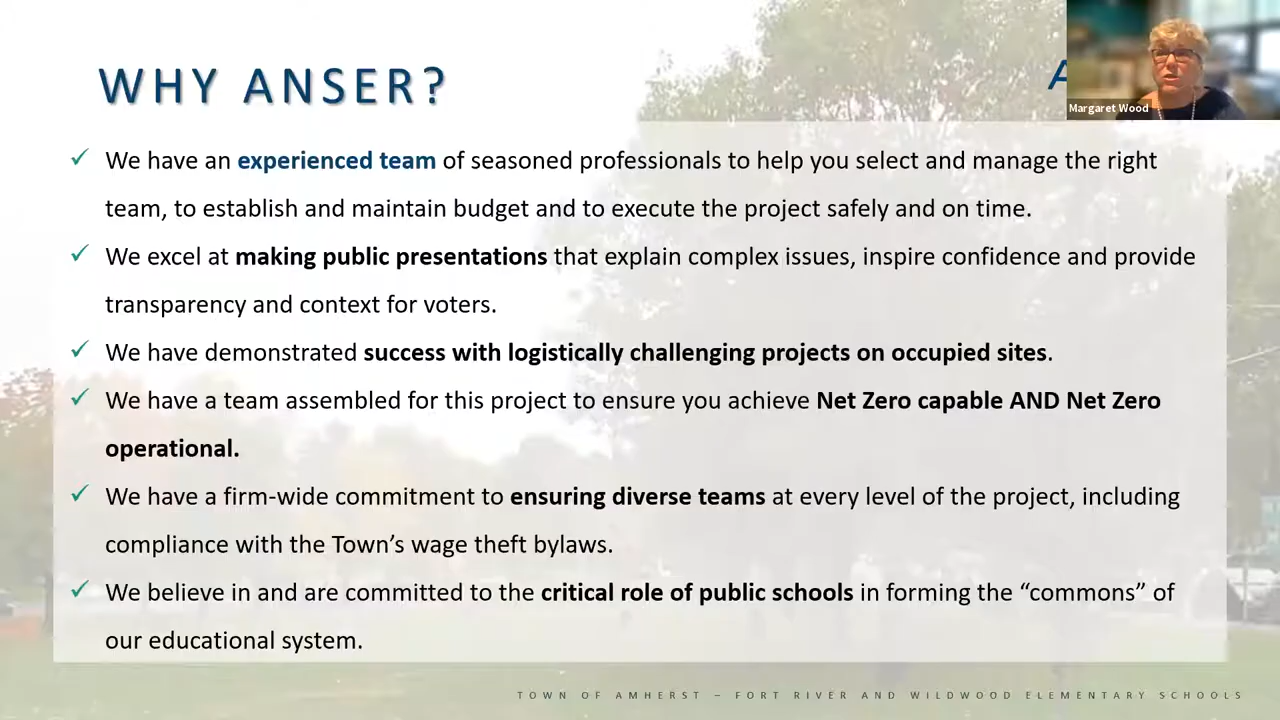 WHY ANSER?
A
Margaret Wood
✓ We have an experienced team of seasoned professionals to help you select and manage the right
team, to establish and maintain budget and to execute the project safely and on time.
✓ We excel at making public presentations that explain complex issues, inspire confidence and provide
transparency and context for voters.
✓ We have demonstrated success with logistically challenging projects on occupied sites.
✓ We have a team assembled for this project to ensure you achieve Net Zero capable AND Net Zero
operational.
✓ We have a firm-wide commitment to ensuring diverse teams at every level of the project, including
compliance with the Town’s wage theft bylaws.
✓ We believe in and are committed to the critical role of public schools in forming the “commons” of
our educational system.
TOWN OF AMHERST – FORT RIVER AND WILDWOOD ELEMENTARY SCHOOLS